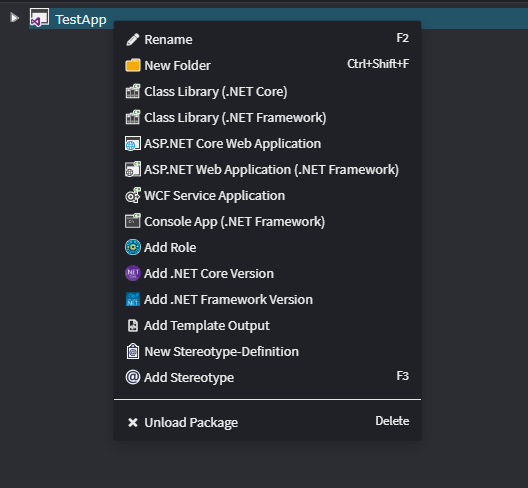 TestApp
Rename F2
New Folder Ctrl+Shift+F
Class Library (.NET Core)
Class Library (.NET Framework)
ASP.NET Core Web Application
ASP.NET Web Application (.NET Framework)
WCF Service Application
Console App (.NET Framework)
Add Role
Add .NET Core Version
Add .NET Framework Version
Add Template Output
New Stereotype-Definition
Add Stereotype F3
Unload Package Delete